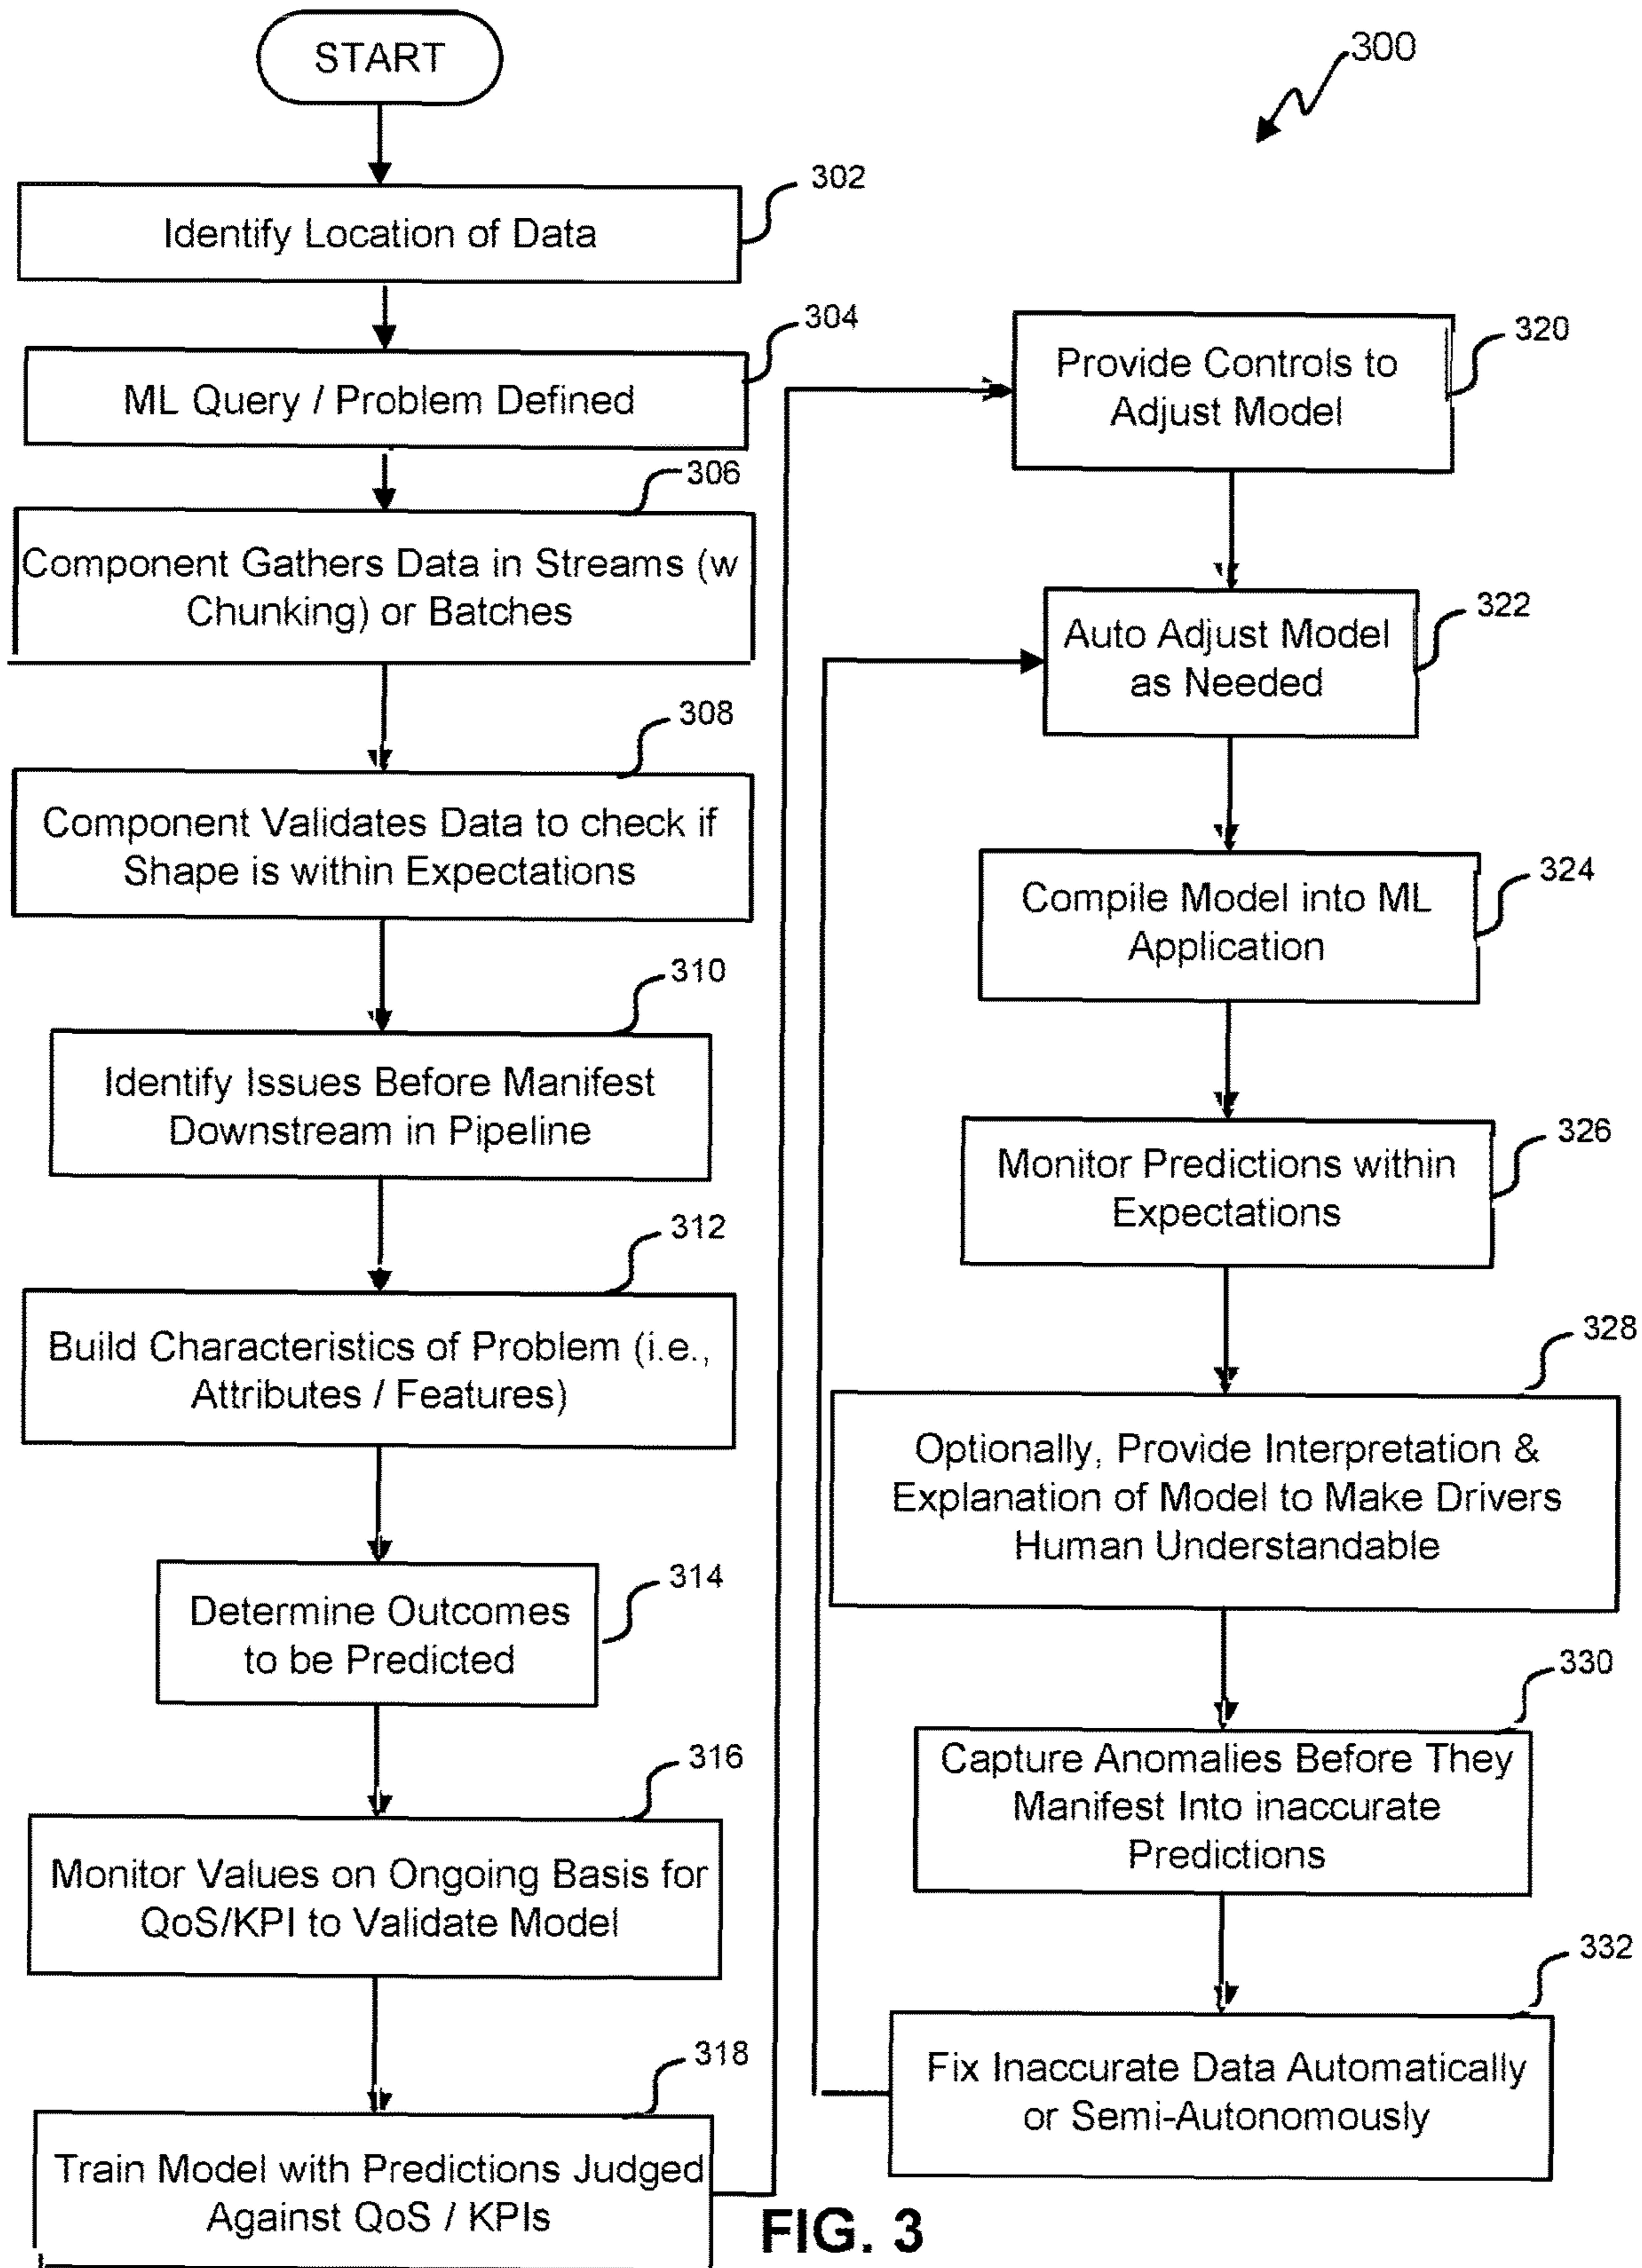 START
300
302
Identify Location of Data
304
ML Query / Problem Defined
306
Component Gathers Data in Streams (w
Chunking) or Batches
308
Component Validates Data to check if
Shape is within Expectations
310
Identify Issues Before Manifest
Downstream in Pipeline
312
Build Characteristics of Problem (i.e.,
Attributes / Features)
314
Determine Outcomes
to be Predicted
316
Monitor Values on Ongoing Basis for
QoS/KPI to Validate Model
318
Train Model with Predictions Judged
Against QoS / KPIs
320
Provide Controls to
Adjust Model
322
Auto Adjust Model
as Needed
324
Compile Model into ML
Application
326
Monitor Predictions within
Expectations
328
Optionally, Provide Interpretation &
Explanation of Model to Make Drivers
Human Understandable
330
Capture Anomalies Before They
Manifest Into inaccurate
Predictions
332
Fix Inaccurate Data Automatically
or Semi-Autonomously
FIG. 3